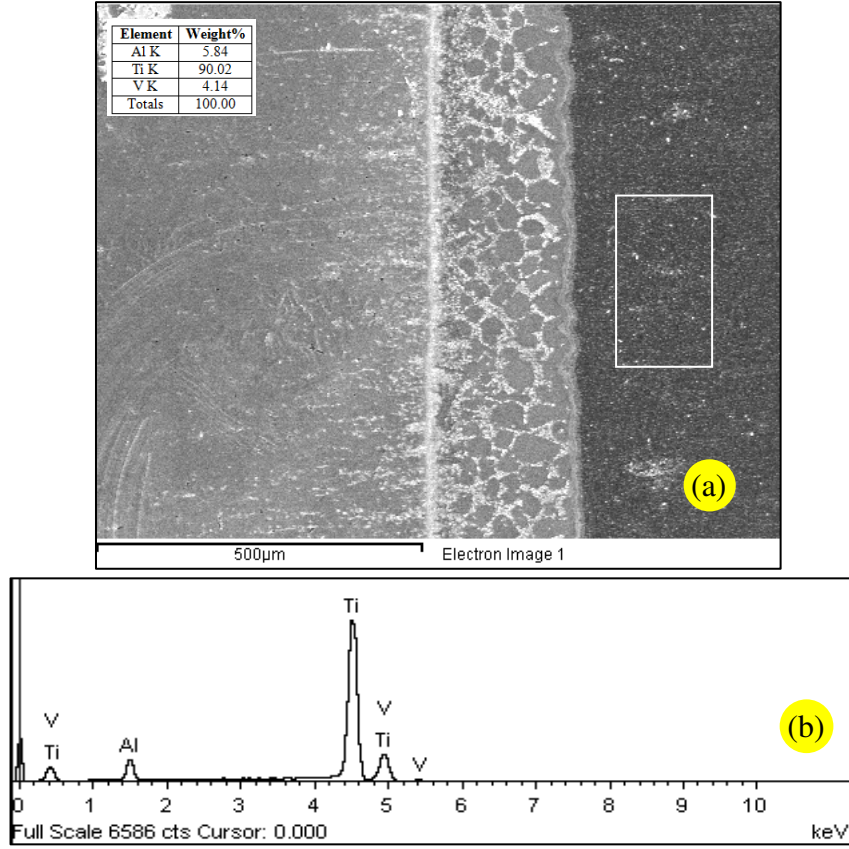 Element Weight%
Al K 5.84
Ti K 90.02
V K 4.14
Totals 100.00
(a)
500µm Electron Image 1
Ti
V V
Ti Al Ti V
(b)
0 1 2 3 4 5 6 7 8 9 10
Full Scale 6586 cts Cursor: 0.000 keV